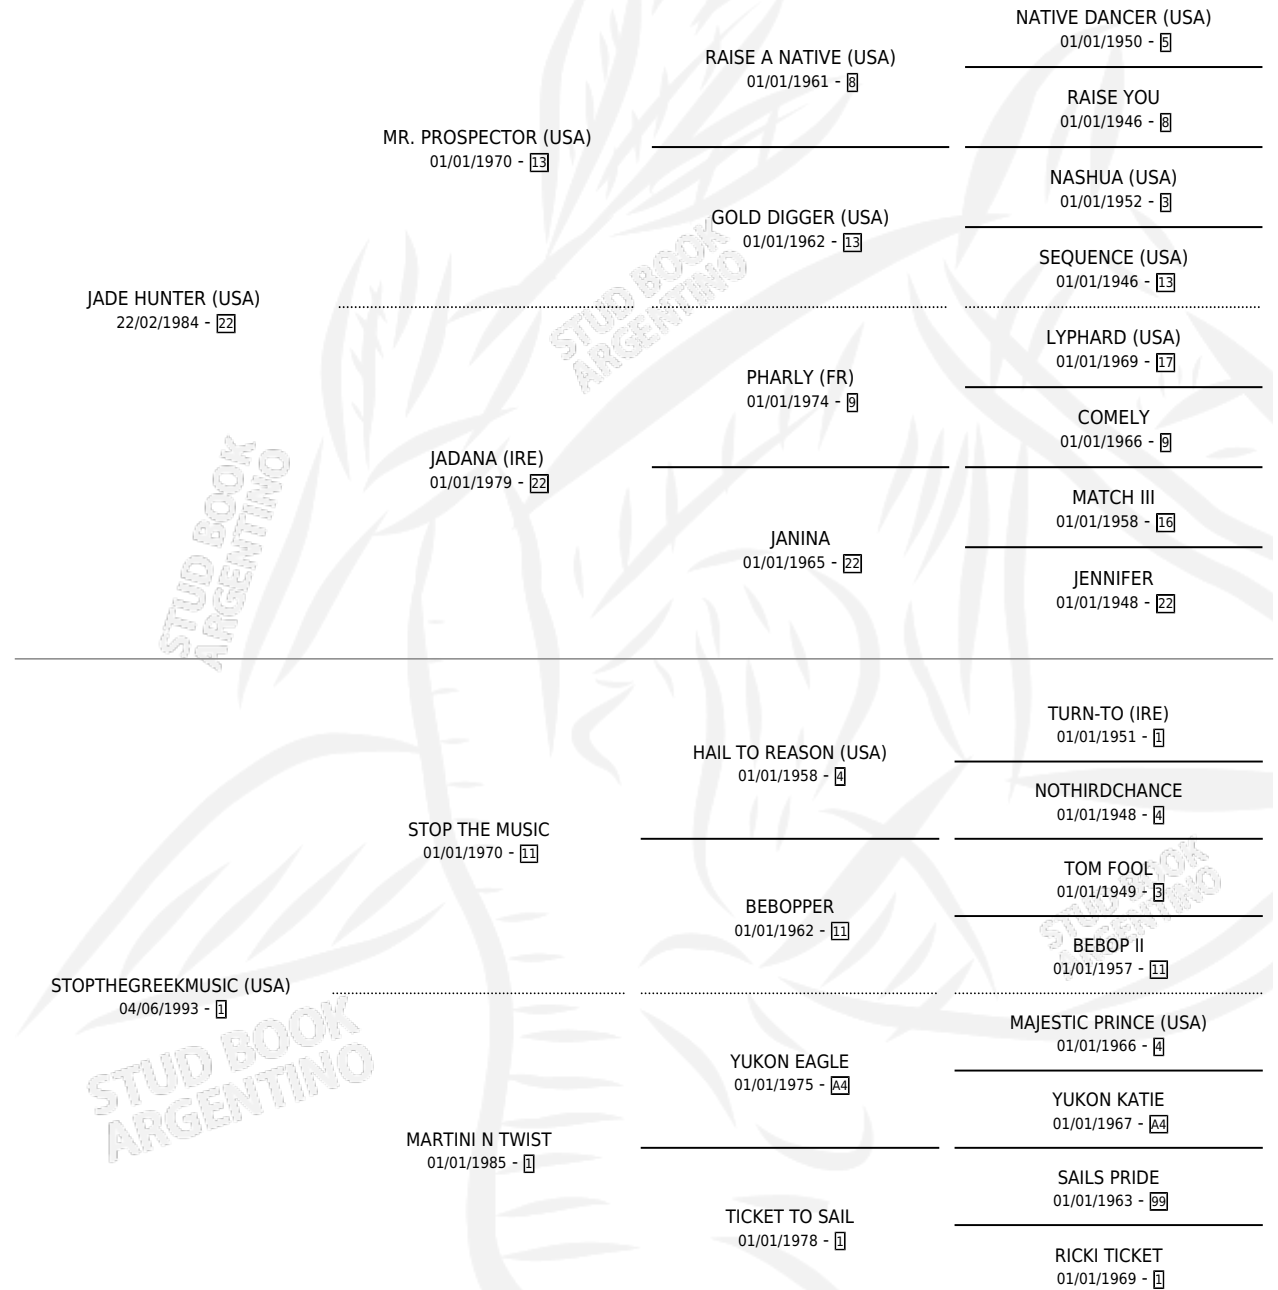 NATIVE DANCER (USA)
01/01/1950 - 5
RAISE A NATIVE (USA)
01/01/1961 - 8
RAISE YOU
01/01/1946 - 8
MR. PROSPECTOR (USA)
01/01/1970 - 13
NASHUA (USA)
01/01/1952 - 3
GOLD DIGGER (USA)
01/01/1962 - 13
SEQUENCE (USA)
01/01/1946 - 13
JADE HUNTER (USA)
22/02/1984 - 22
STUD BOOK
ARGENTINO
LYPHARD (USA)
01/01/1969 - 17
PHARLY (FR)
01/01/1974 - 9
COMELY
01/01/1966 - 9
JADANA (IRE)
01/01/1979 - 22
MATCH III
01/01/1958 - 16
JANINA
01/01/1965 - 22
JENNIFER
01/01/1948 - 22
STUD BOOK
ARGENTINO
TURN-TO (IRE)
01/01/1951 - 1
HAIL TO REASON (USA)
01/01/1958 - 4
NOTHIRDCHANCE
01/01/1948 - 4
STOP THE MUSIC
01/01/1970 - 11
TOM FOOL
01/01/1949 - 3
BEBOPPER
01/01/1962 - 11
BEBOP II
01/01/1957 - 11
STUD BOOK
ARGENTINO
STOPTHEGREEKMUSIC (USA)
04/06/1993 - 1
MAJESTIC PRINCE (USA)
01/01/1966 - 4
YUKON EAGLE
01/01/1975 - A4
YUKON KATIE
01/01/1967 - A4
STUD BOOK
ARGENTINO
MARTINI N TWIST
01/01/1985 - 1
SAILS PRIDE
01/01/1963 - 99
TICKET TO SAIL
01/01/1978 - 1
RICKI TICKET
01/01/1969 - 1